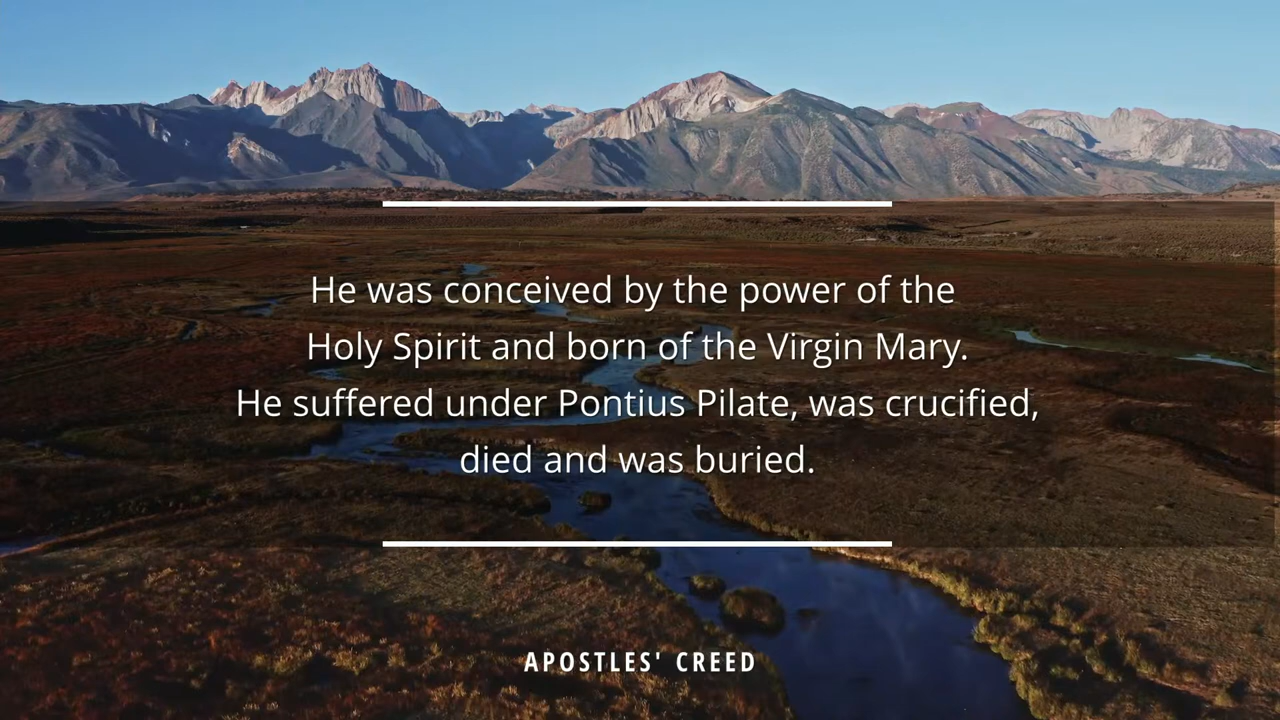 He was conceived by the power of the
Holy Spirit and born of the Virgin Mary.
He suffered under Pontius Pilate, was crucified,
died and was buried.
APOSTLES' CREED